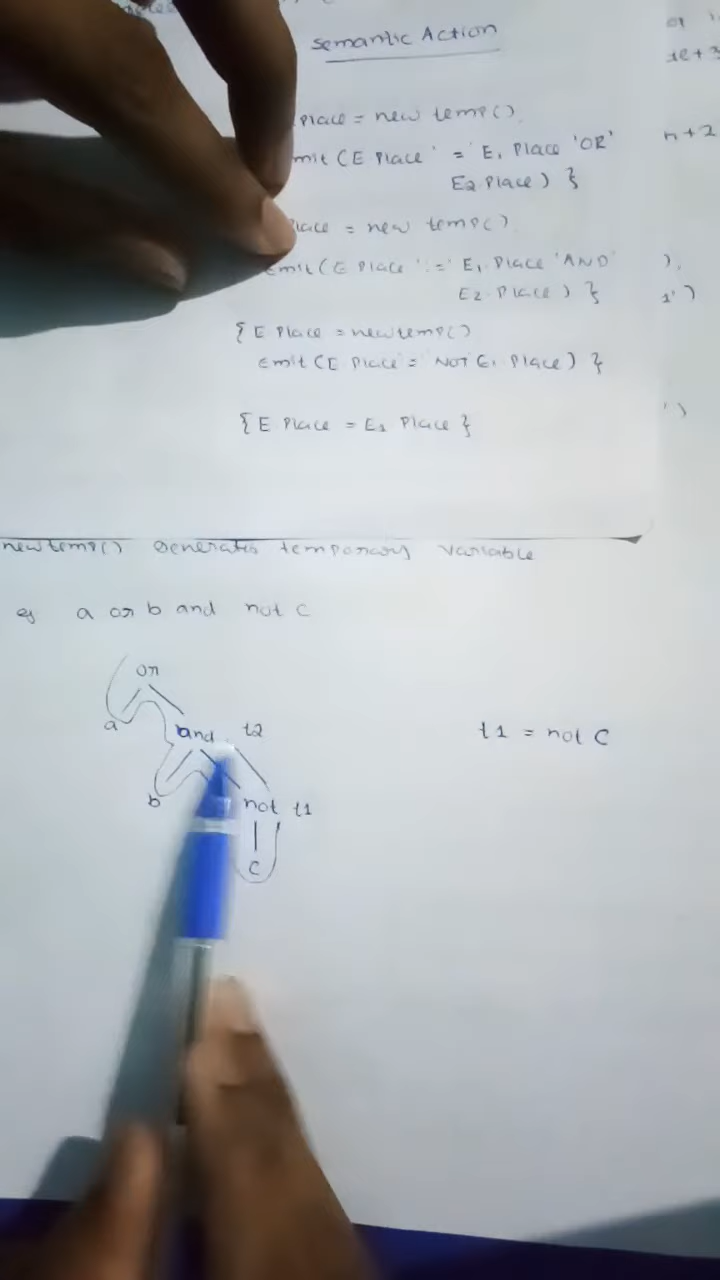 Semantic Action
Place = new temp()
mit (E Place ' = ' E1 Place 'OR'
E2 Place) }
n+2
lace = new temp()
Emit (E Place ' = ' E1 Place 'AND'
E2 Place) }
{ E Place = newtemp()
Emit (E Place = NOT E1 Place) }
{ E Place = E1 Place }
newtemp() Generates temporary variable
eg a or b and not c
or
a
and t2
t1 = not C
b
not t1
c